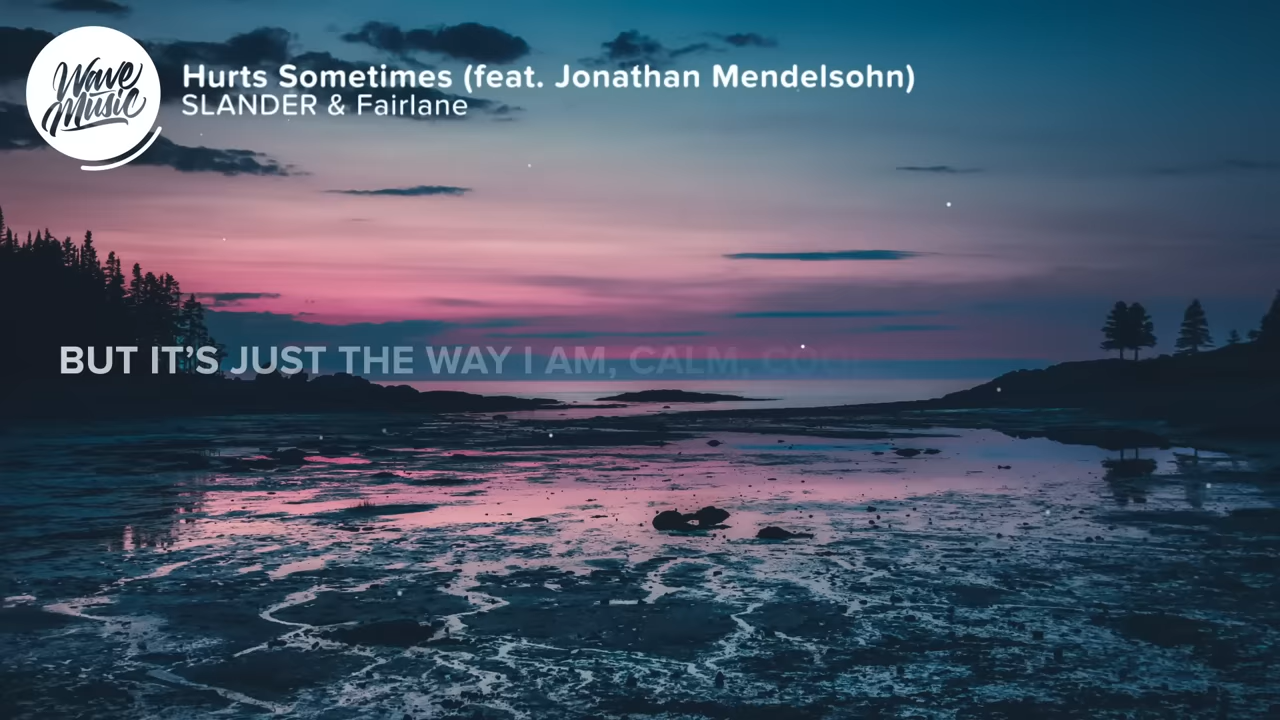 Wave
Music
Hurts Sometimes (feat. Jonathan Mendelsohn)
SLANDER & Fairlane
BUT IT’S JUST THE WAY I AM, CALM,